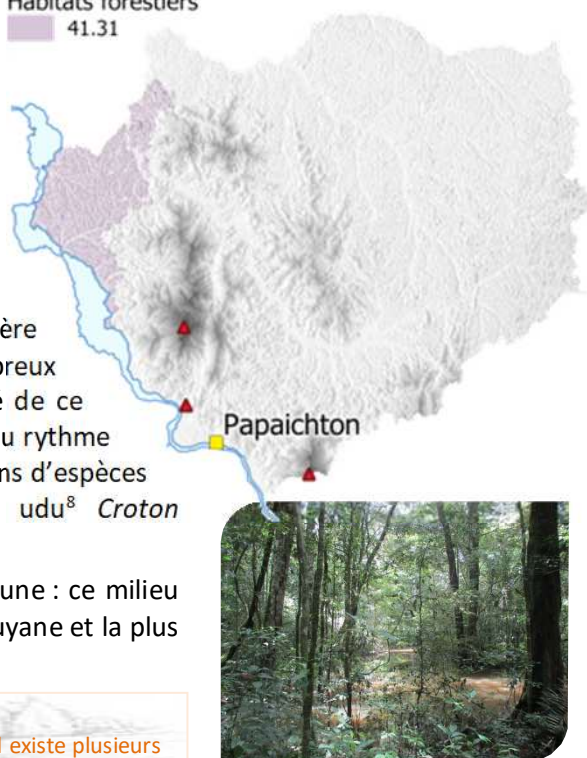 Habitats forestiers
41.31
ère
reux
e de ce
u rythme
ns d'espèces
udu⁸ Croton
Papaichton
une : ce milieu
uyane et la plus
existe plusieurs